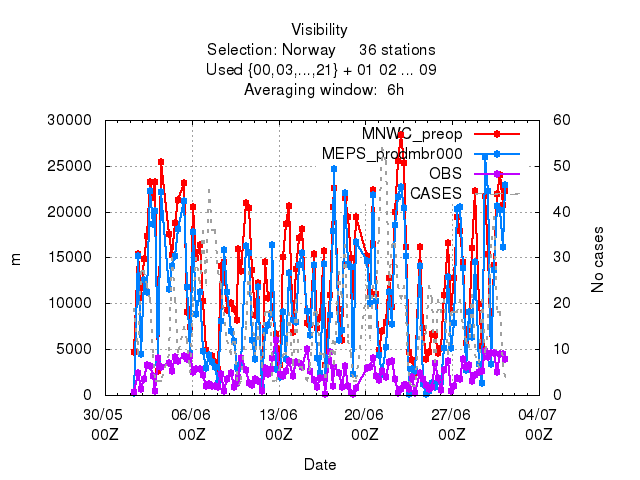 Visibility
Selection: Norway 36 stations
Used {00,03,...,21} + 01 02 ... 09
Averaging window: 6h
30000 60
MNWC_preop
25000 50
MEPS_prodmbr000
OBS
CASES
20000 40
15000 30
10000 20
5000 10
0 0
m
No cases
30/05 06/06 13/06 20/06 27/06 04/07
00Z 00Z 00Z 00Z 00Z 00Z
Date